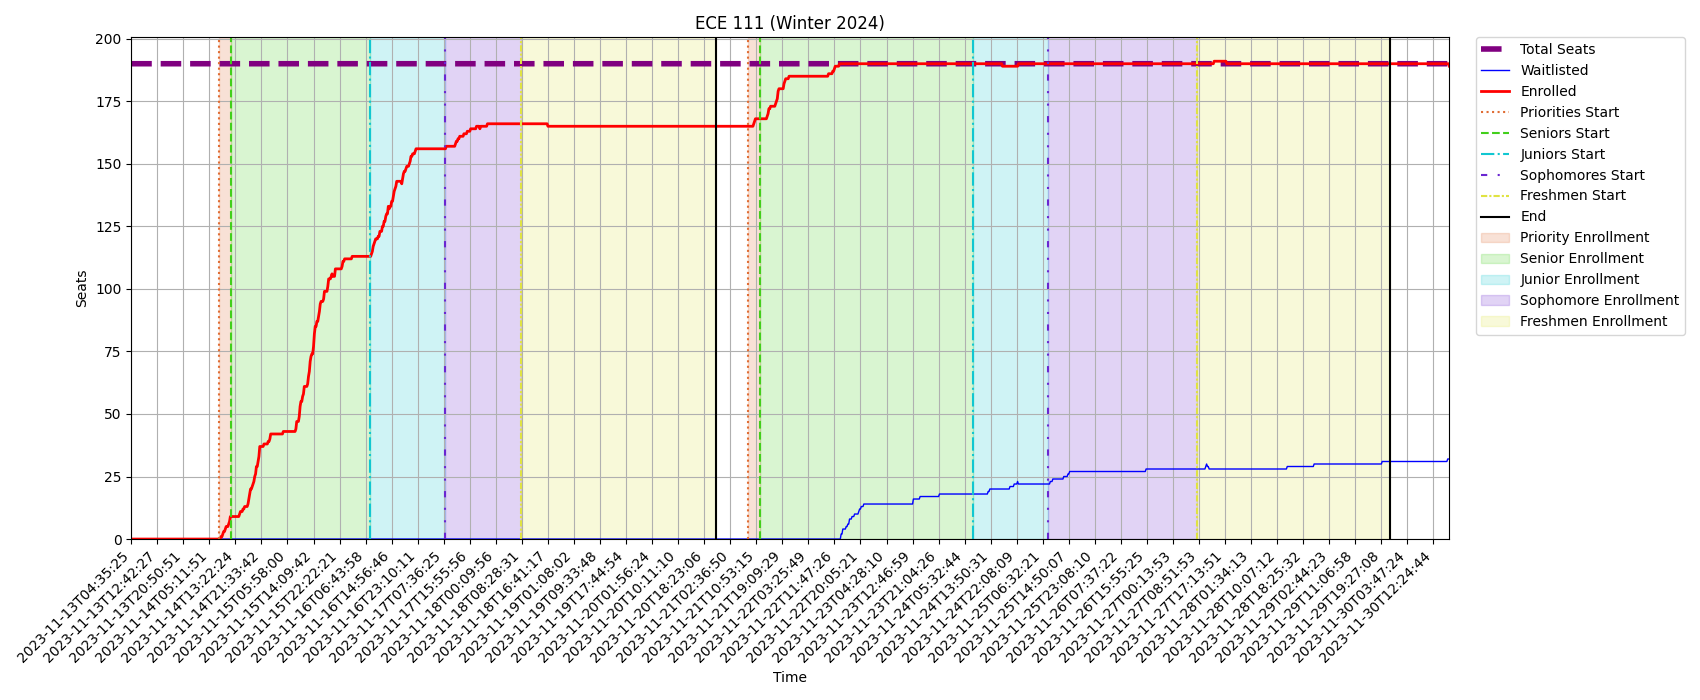 ECE 111 (Winter 2024)
200
175
150
125
100
75
50
25
0
Seats
2023-11-13T04:35:25
2023-11-13T12:42:27
2023-11-13T20:50:51
2023-11-14T05:11:51
2023-11-14T13:22:24
2023-11-14T21:33:42
2023-11-15T05:58:00
2023-11-15T14:09:42
2023-11-15T22:22:21
2023-11-16T06:43:58
2023-11-16T14:56:46
2023-11-16T23:10:11
2023-11-17T07:36:25
2023-11-17T15:55:56
2023-11-18T00:09:56
2023-11-18T08:28:31
2023-11-18T16:41:17
2023-11-19T01:08:02
2023-11-19T09:33:48
2023-11-19T17:44:54
2023-11-20T01:56:24
2023-11-20T10:11:10
2023-11-20T18:23:06
2023-11-21T02:36:50
2023-11-21T10:53:15
2023-11-21T19:09:29
2023-11-22T03:25:49
2023-11-22T11:47:26
2023-11-22T20:05:21
2023-11-23T04:28:10
2023-11-23T12:46:59
2023-11-23T21:04:26
2023-11-24T05:32:44
2023-11-24T13:50:31
2023-11-24T22:08:09
2023-11-25T06:32:21
2023-11-25T14:50:07
2023-11-25T23:08:10
2023-11-26T07:37:22
2023-11-26T15:55:25
2023-11-27T00:13:53
2023-11-27T08:51:53
2023-11-27T17:13:51
2023-11-28T01:34:13
2023-11-28T10:07:12
2023-11-28T18:25:32
2023-11-29T02:44:23
2023-11-29T11:06:58
2023-11-29T19:27:08
2023-11-30T03:47:24
2023-11-30T12:24:44
Time
Total Seats
Waitlisted
Enrolled
Priorities Start
Seniors Start
Juniors Start
Sophomores Start
Freshmen Start
End
Priority Enrollment
Senior Enrollment
Junior Enrollment
Sophomore Enrollment
Freshmen Enrollment